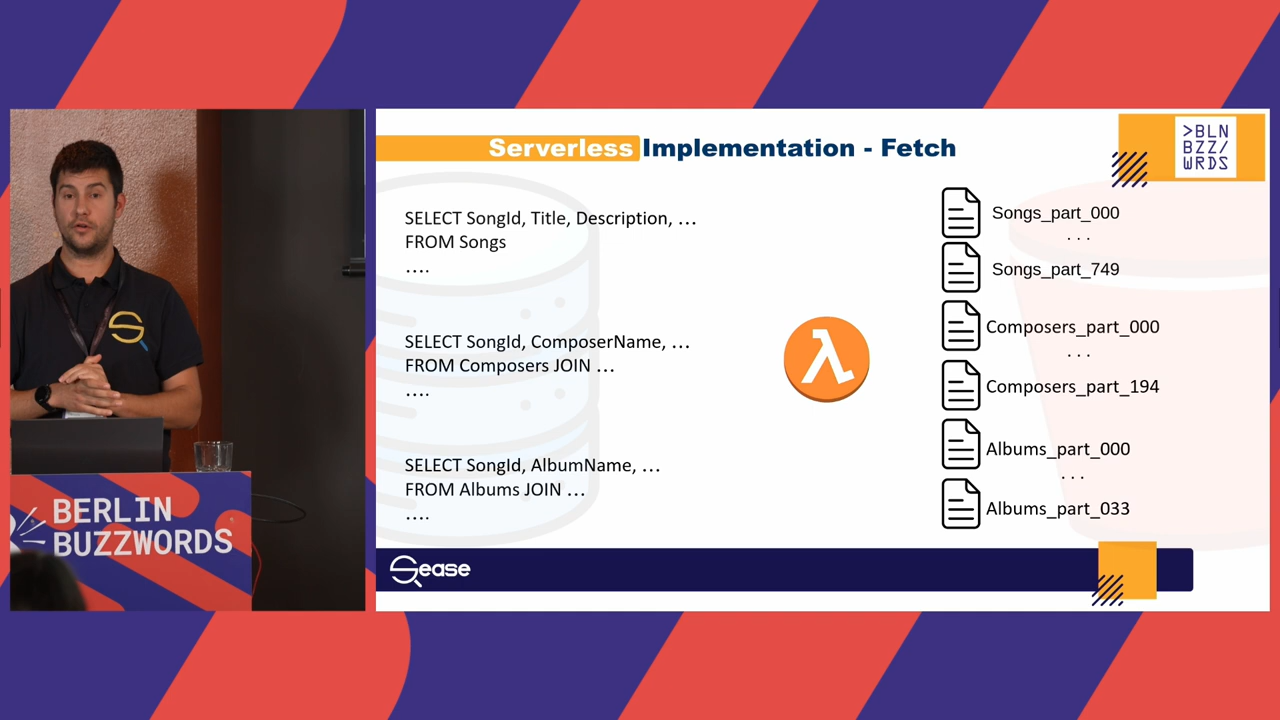 Serverless Implementation - Fetch
>BLN
BZZ/
WRDS
SELECT SongId, Title, Description, ...
FROM Songs
....
SELECT SongId, ComposerName, ...
FROM Composers JOIN ...
....
SELECT SongId, AlbumName, ...
FROM Albums JOIN ...
....
Songs_part_000
...
Songs_part_749
Composers_part_000
...
Composers_part_194
Albums_part_000
...
Albums_part_033
λ
Sease
BERLIN
BUZZWORDS